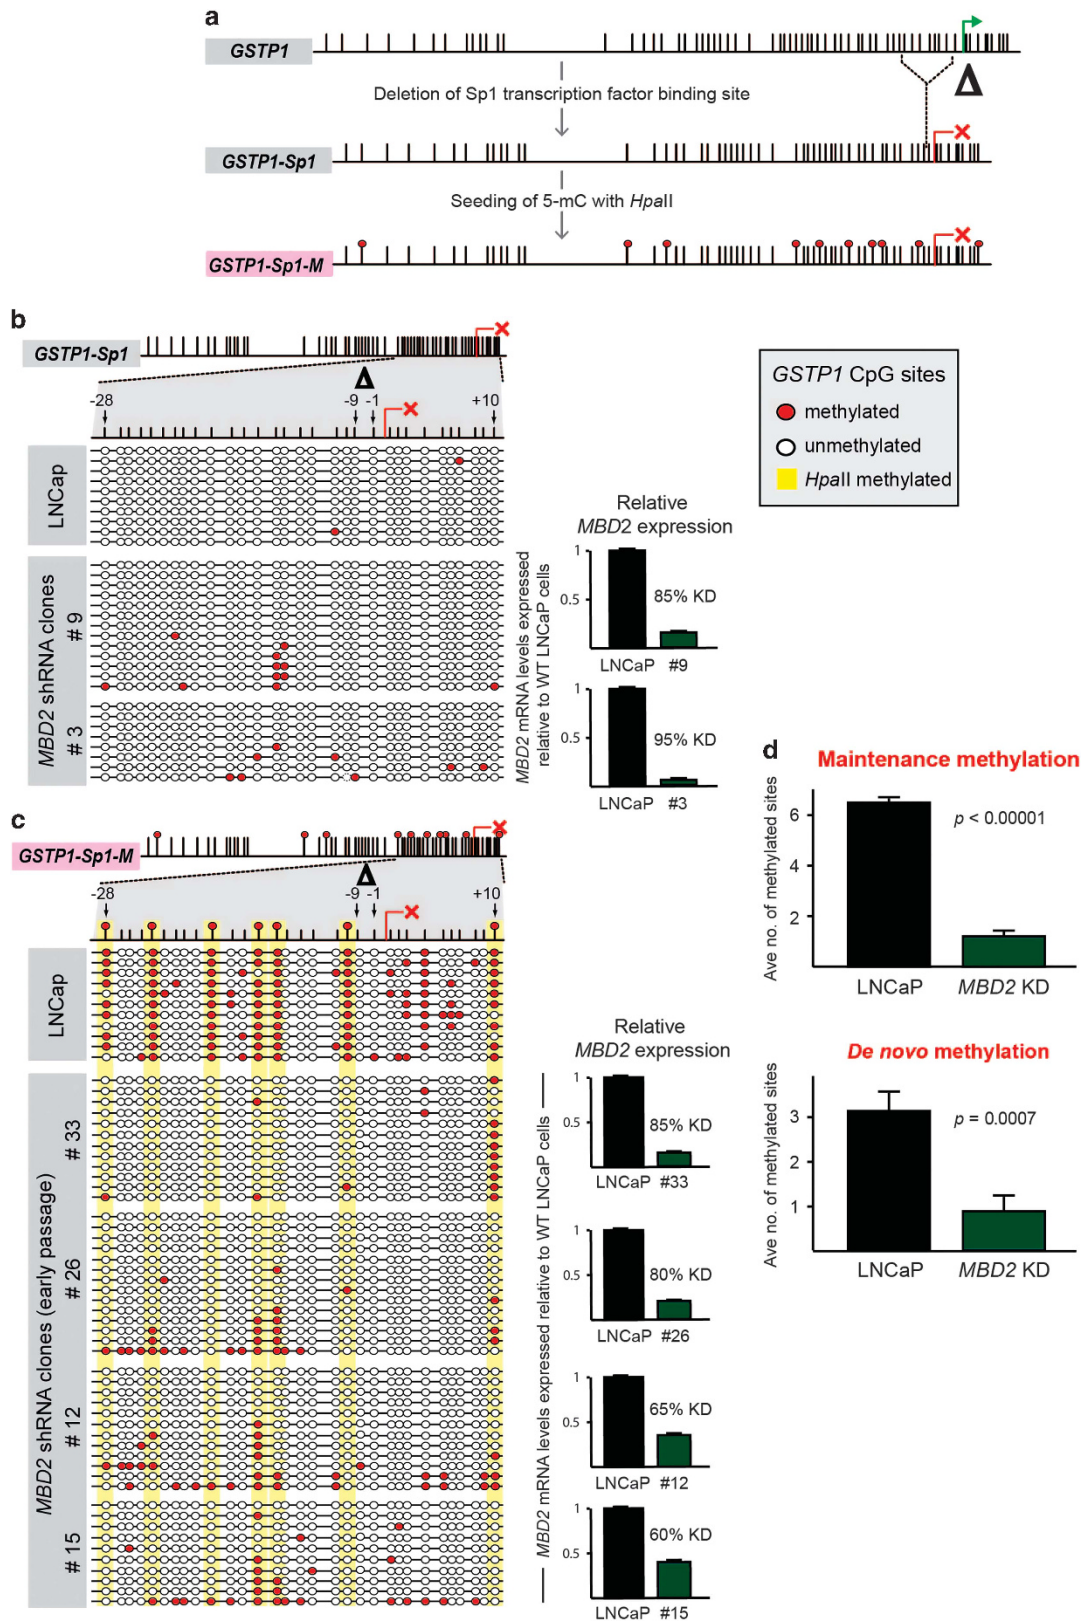 a
GSTP1
Δ
Deletion of Sp1 transcription factor binding site
GSTP1-Sp1
Seeding of 5-mC with HpaII
GSTP1-Sp1-M
b
GSTP1-Sp1
Δ
-28
-9
-1
+10
LNCap
MBD2 shRNA clones
# 9
# 3
GSTP1 CpG sites
methylated
unmethylated
HpaII methylated
Relative
MBD2 expression
MBD2 mRNA levels expressed
relative to WT LNCaP cells
1
0.5
85% KD
LNCaP #9
1
0.5
95% KD
LNCaP #3
c
GSTP1-Sp1-M
Δ
-28
-9
-1
+10
LNCap
MBD2 shRNA clones (early passage)
# 33
# 26
# 12
# 15
Relative
MBD2 expression
MBD2 mRNA levels expressed relative to WT LNCaP cells
1
0.5
85% KD
LNCaP #33
1
0.5
80% KD
LNCaP #26
1
0.5
65% KD
LNCaP #12
1
0.5
60% KD
LNCaP #15
d
Maintenance methylation
Ave no. of methylated sites
6
4
2
p < 0.00001
LNCaP MBD2 KD
De novo methylation
Ave no. of methylated sites
3
2
1
p = 0.0007
LNCaP MBD2 KD